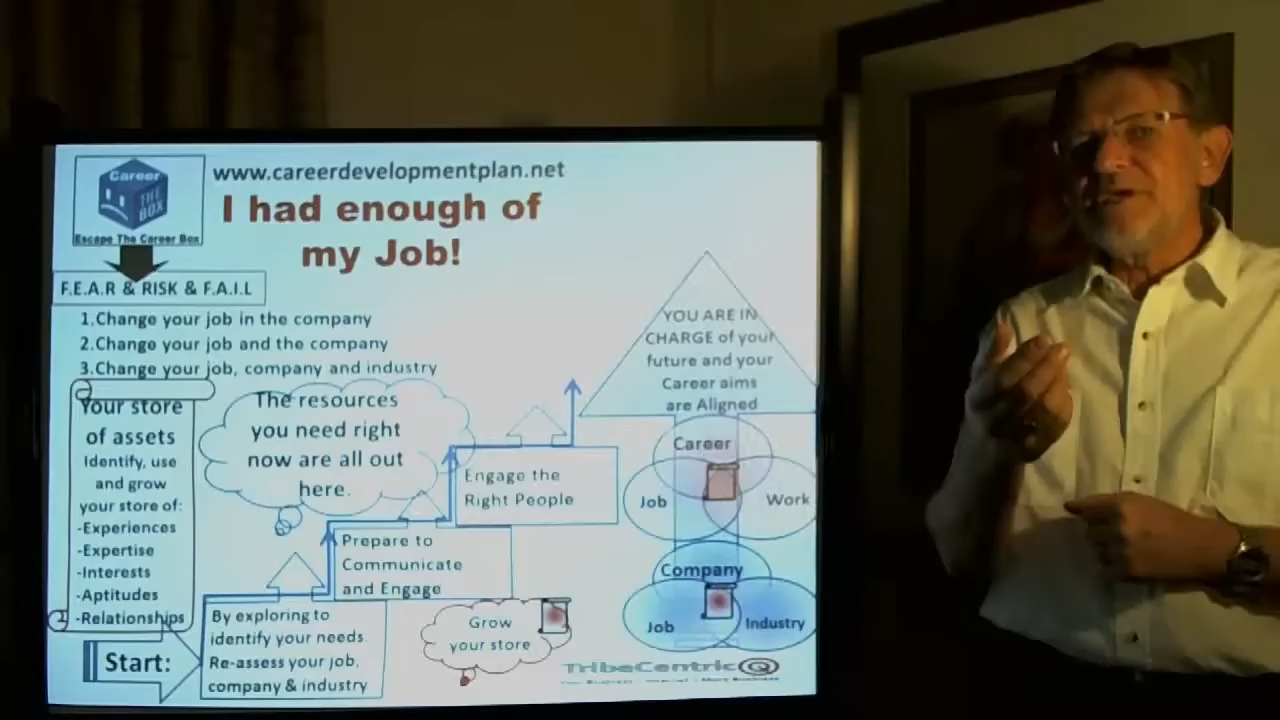 Career
THE
BOX
Escape The Career Box
www.careerdevelopmentplan.net
I had enough of
my Job!
F.E.A.R & RISK & F.A.I.L
1.Change your job in the company
2.Change your job and the company
3.Change your job, company and industry
Your store
of assets
Identify, use
and grow
your store of:
-Experiences
-Expertise
-Interests
-Aptitudes
-Relationships
The resources
you need right
now are all out
here.
Start:
By exploring to
identify your needs.
Re-assess your job,
company & industry
Prepare to
Communicate
and Engage
Engage the
Right People
Grow
your store
YOU ARE IN
CHARGE of your
future and your
Career aims
are Aligned
Career
Job
Work
Company
Job
Industry
TribeCentric